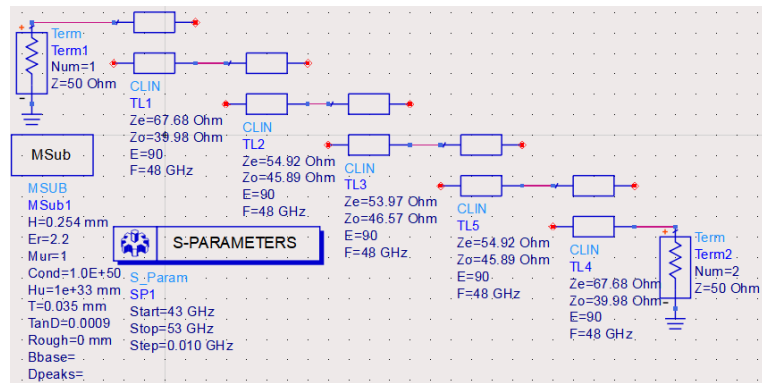 Term
Term1
Num=1
Z=50 Ohm
CLIN
TL1
Ze=67.68 Ohm
Zo=39.98 Ohm
E=90
F=48 GHz
CLIN
TL2
Ze=54.92 Ohm
Zo=45.89 Ohm
E=90
F=48 GHz
CLIN
TL3
Ze=53.97 Ohm
Zo=46.57 Ohm
E=90
F=48 GHz
CLIN
TL5
Ze=54.92 Ohm
Zo=45.89 Ohm
E=90
F=48 GHz
CLIN
TL4
Ze=67.68 Ohm
Zo=39.98 Ohm
E=90
F=48 GHz
Term
Term2
Num=2
Z=50 Ohm
MSub
MSUB
MSub1
H=0.254 mm
Er=2.2
Mur=1
Cond=1.0E+50
Hu=1e+33 mm
T=0.035 mm
TanD=0.0009
Rough=0 mm
Bbase=
Dpeaks=
S-PARAMETERS
S_Param
SP1
Start=43 GHz
Stop=53 GHz
Step=0.010 GHz